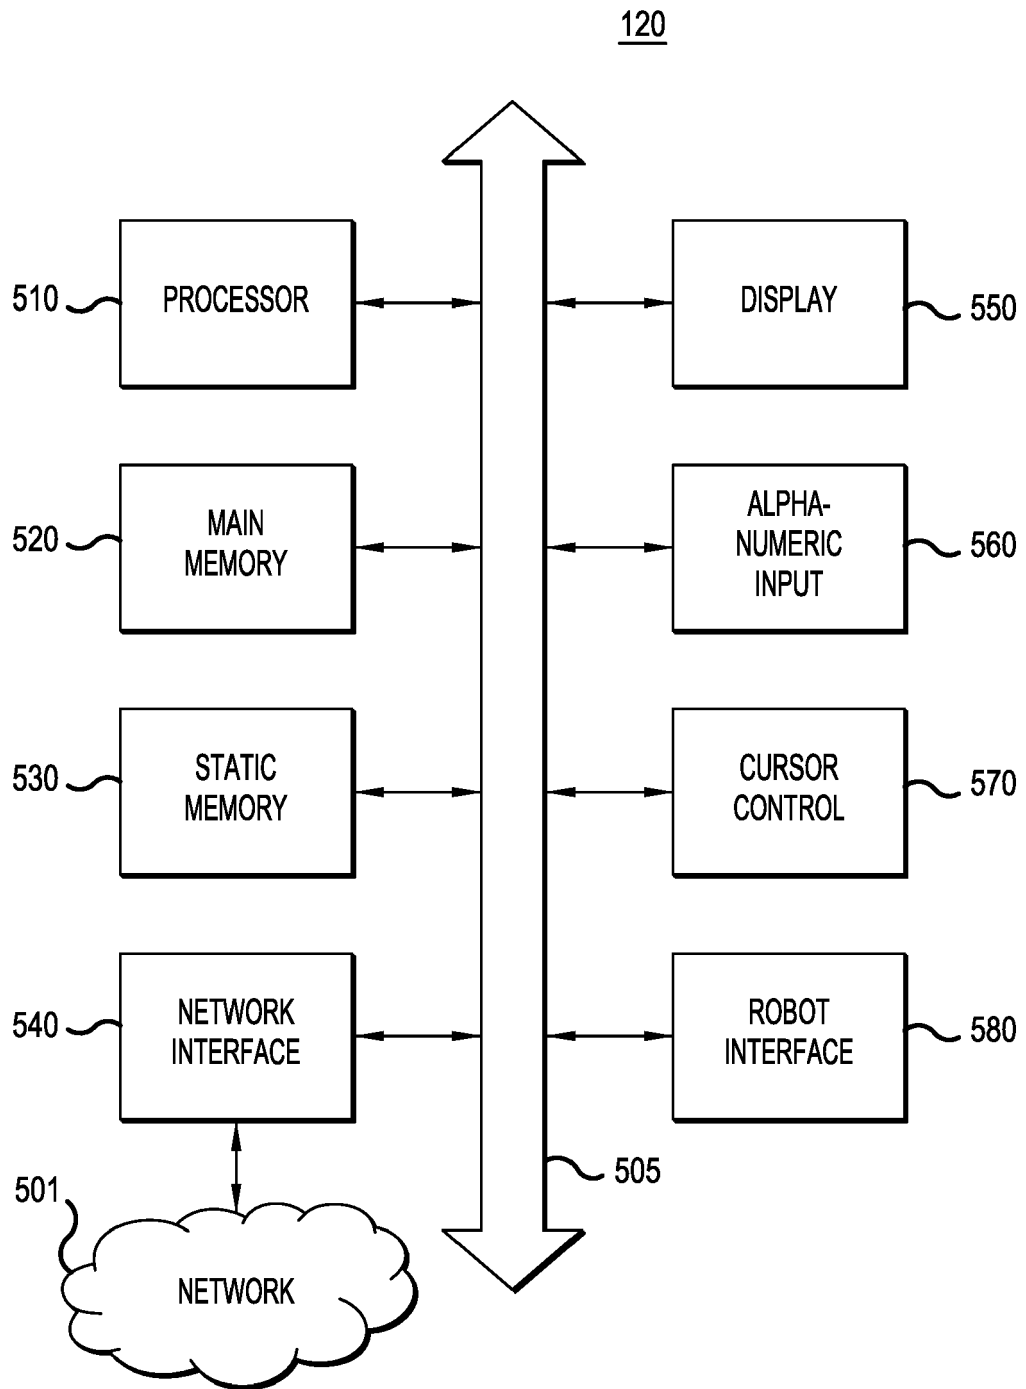 120
510
PROCESSOR
DISPLAY
550
520
MAIN
MEMORY
ALPHA-
NUMERIC
INPUT
560
530
STATIC
MEMORY
CURSOR
CONTROL
570
540
NETWORK
INTERFACE
ROBOT
INTERFACE
580
505
501
NETWORK